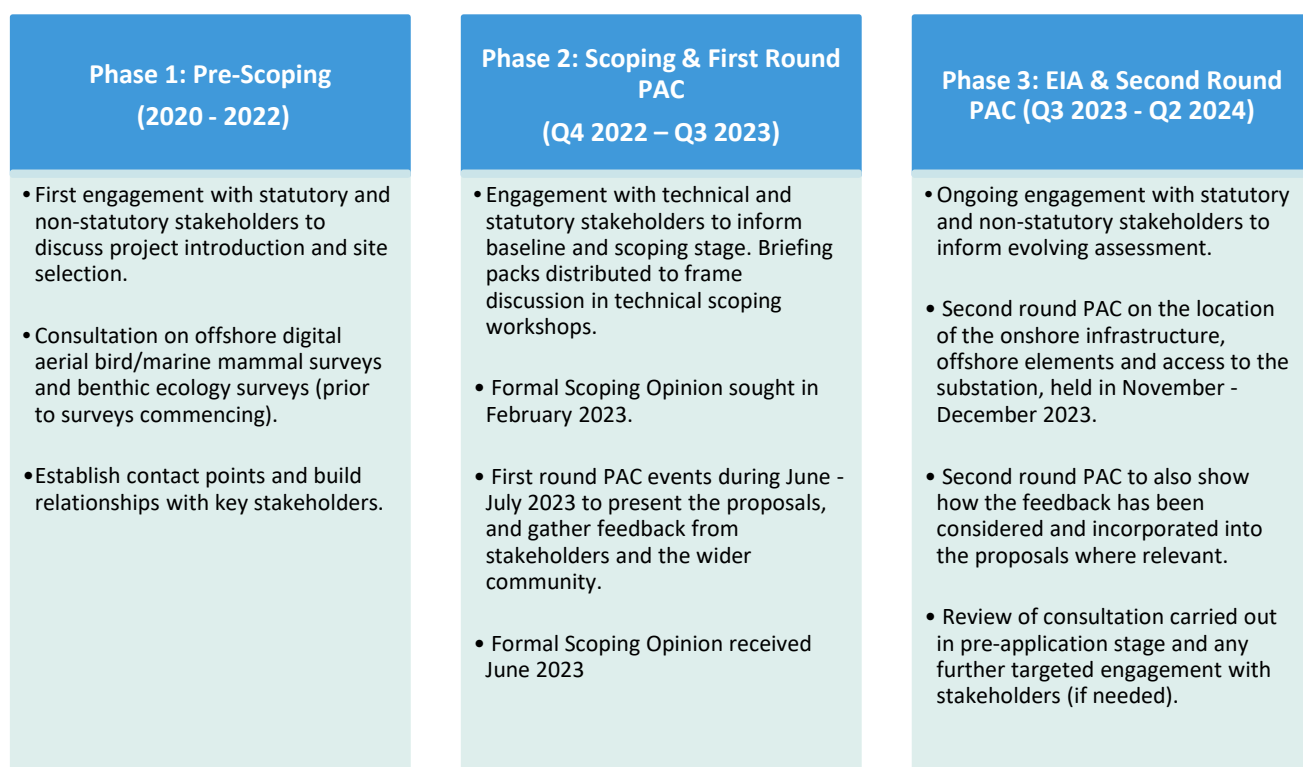 Phase 1: Pre-Scoping
(2020 - 2022)
• First engagement with statutory and
non-statutory stakeholders to
discuss project introduction and site
selection.
• Consultation on offshore digital
aerial bird/marine mammal surveys
and benthic ecology surveys (prior
to surveys commencing).
• Establish contact points and build
relationships with key stakeholders.
Phase 2: Scoping & First Round
PAC
(Q4 2022 – Q3 2023)
• Engagement with technical and
statutory stakeholders to inform
baseline and scoping stage. Briefing
packs distributed to frame
discussion in technical scoping
workshops.
• Formal Scoping Opinion sought in
February 2023.
• First round PAC events during June -
July 2023 to present the proposals,
and gather feedback from
stakeholders and the wider
community.
• Formal Scoping Opinion received
June 2023
Phase 3: EIA & Second Round
PAC (Q3 2023 - Q2 2024)
• Ongoing engagement with statutory
and non-statutory stakeholders to
inform evolving assessment.
• Second round PAC on the location
of the onshore infrastructure,
offshore elements and access to the
substation, held in November -
December 2023.
• Second round PAC to also show
how the feedback has been
considered and incorporated into
the proposals where relevant.
• Review of consultation carried out
in pre-application stage and any
further targeted engagement with
stakeholders (if needed).